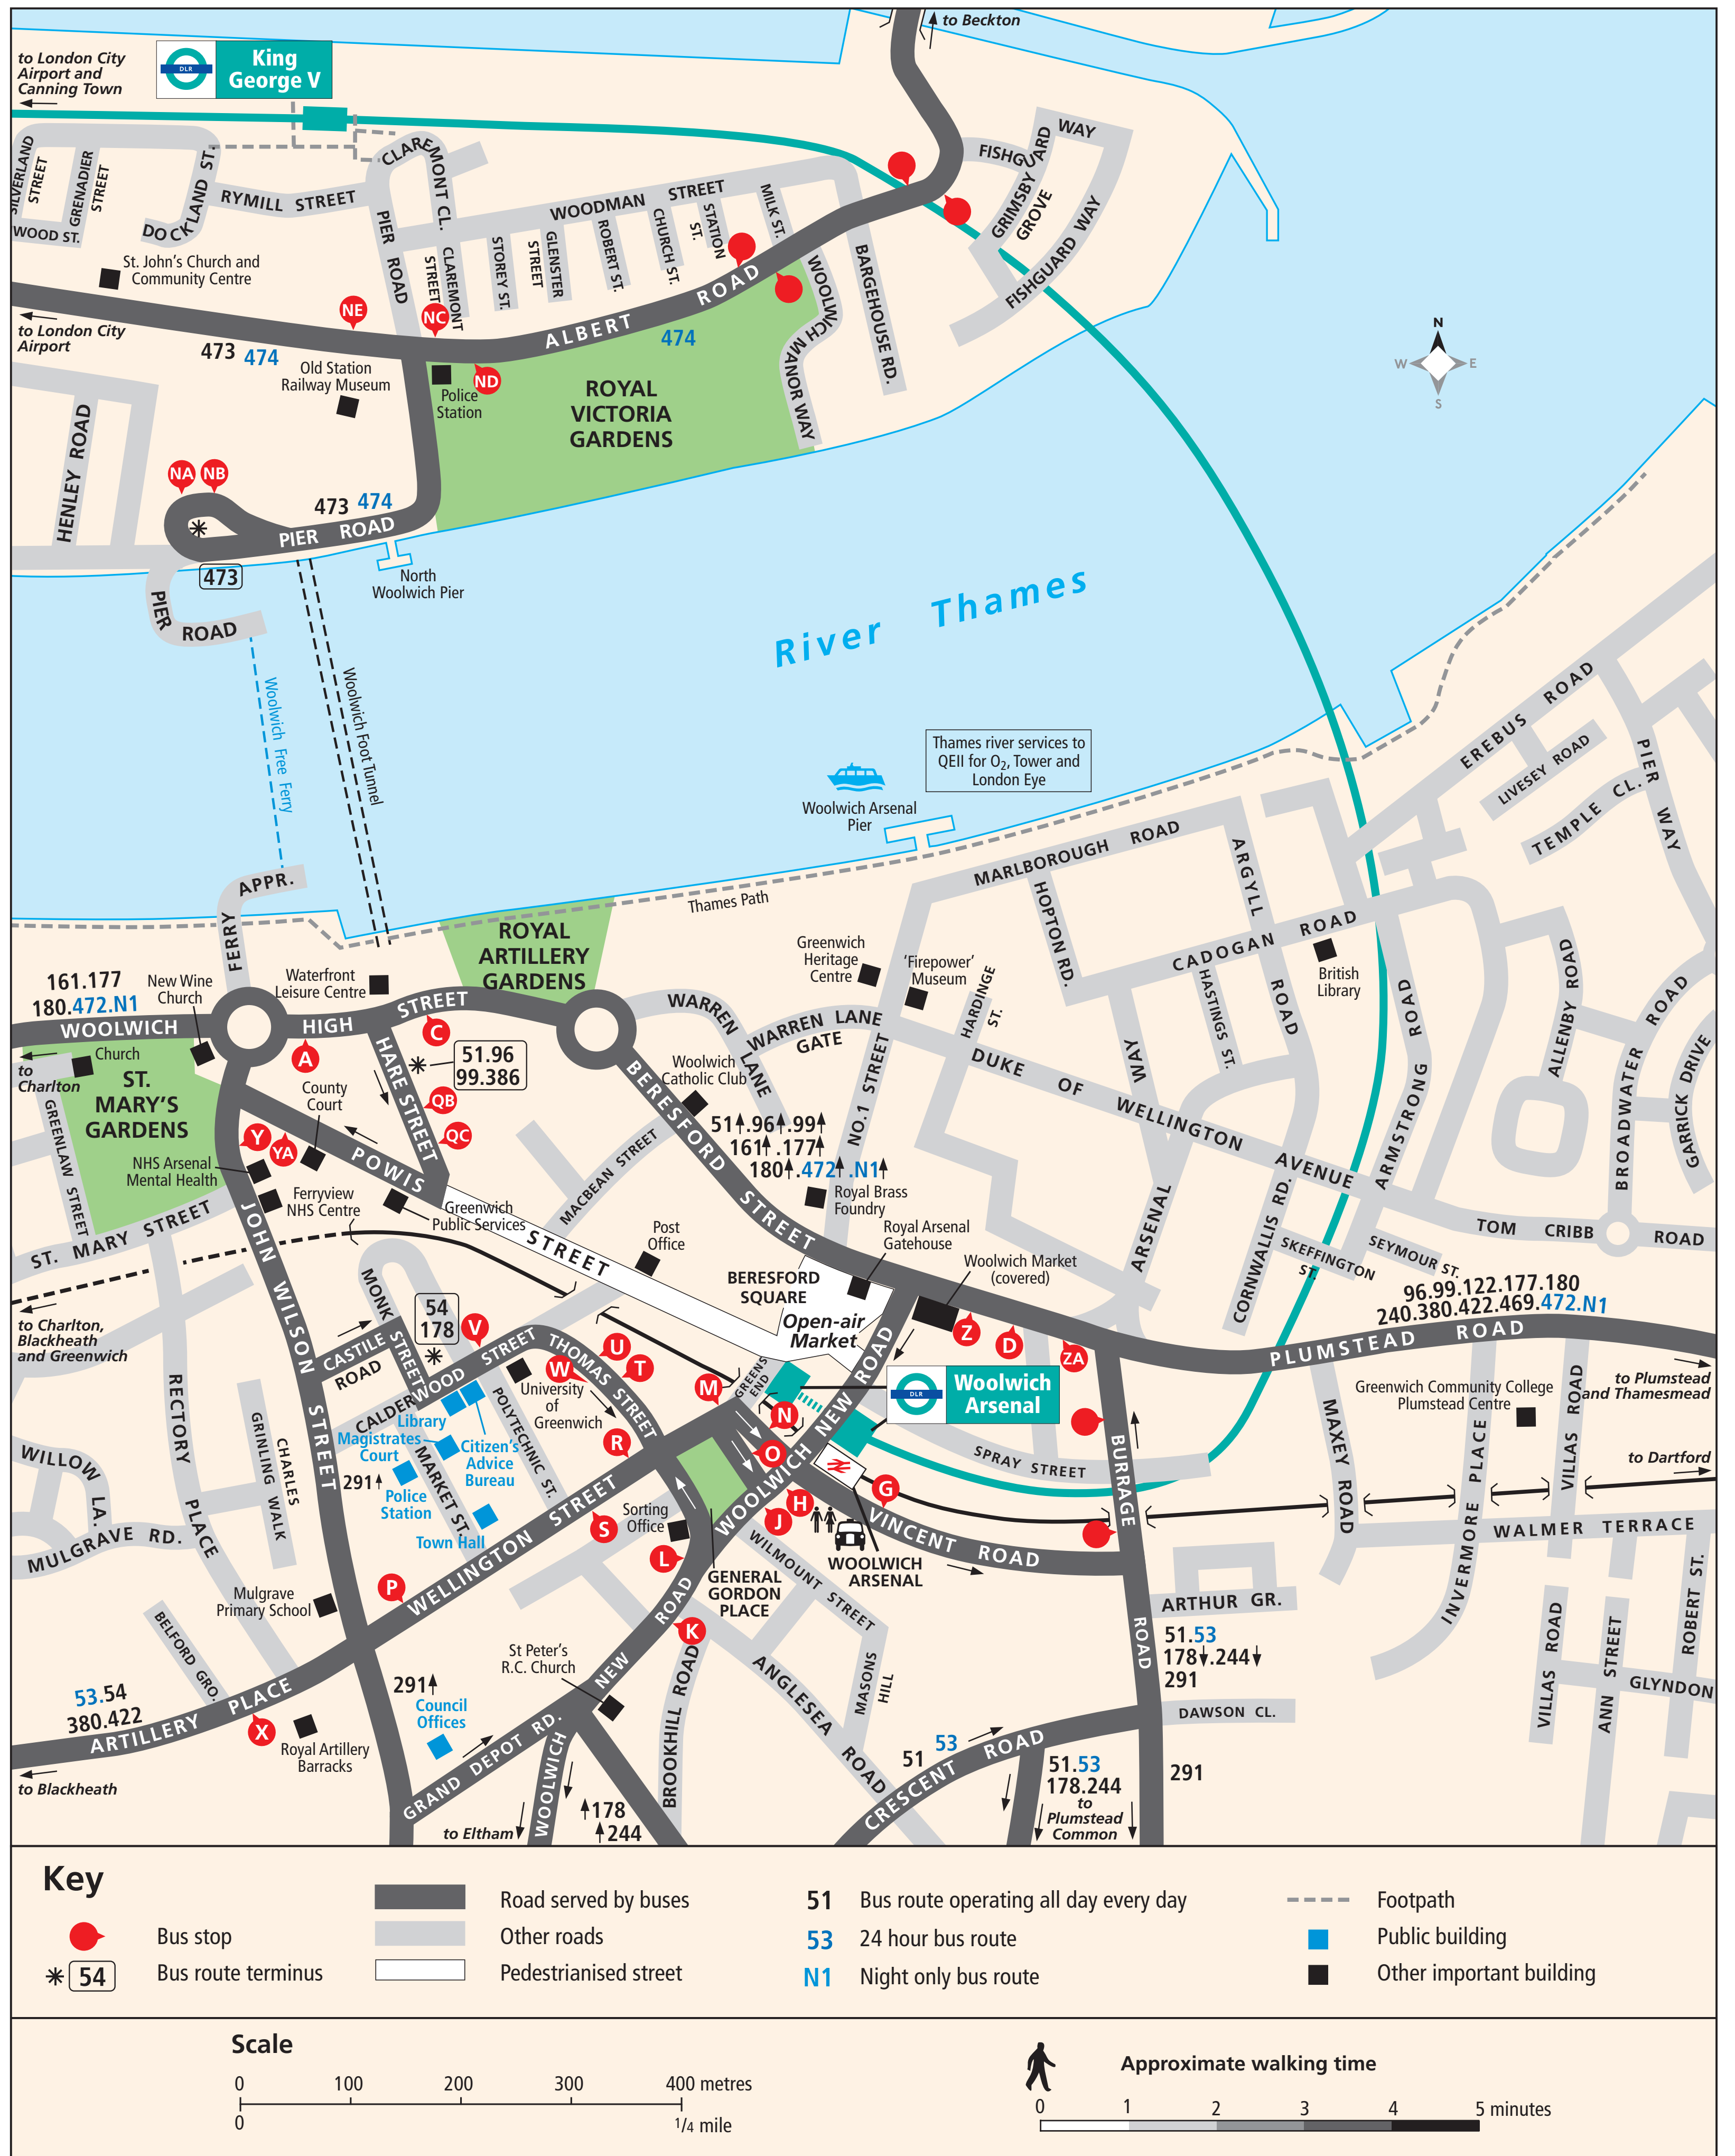 to Beckton
to London City
Airport and
Canning Town
DLR
King
George V
SILVERLAND
STREET
GRENADIER
STREET
WOOD ST.
DOCKLAND ST.
RYMILL STREET
CLAREMONT CL.
PIER ROAD
CLAREMONT
STREET
WOODMAN STREET
STOREY ST.
GLENSTER
STREET
ROBERT ST.
CHURCH ST.
STATION
ST.
MILK ST.
WOOLWICH MANOR WAY
BARGEHOUSE RD.
FISHGUARD WAY
GRIMSBY
GROVE
FISHGUARD WAY
St. John's Church and
Community Centre
to London City
Airport
473 474
NE
NC
ND
ALBERT ROAD
474
Old Station
Railway Museum
Police
Station
ROYAL
VICTORIA
GARDENS
N
W
E
S
HENLEY ROAD
NA
NB
473 474
PIER ROAD
473
North
Woolwich Pier
PIER ROAD
River Thames
Woolwich Free Ferry
Woolwich Foot Tunnel
Thames river services to
QEII for O2, Tower and
London Eye
Woolwich Arsenal
Pier
EREBUS ROAD
LIVESEY ROAD
TEMPLE CL.
PIER WAY
MARLBOROUGH ROAD
ARGYLL ROAD
HOPTON RD.
CADOGAN ROAD
HASTINGS ST.
British
Library
APPR.
FERRY
Thames Path
ROYAL
ARTILLERY
GARDENS
Greenwich
Heritage
Centre
'Firepower'
Museum
HARDINGE
ST.
161.177
180.472.N1
New Wine
Church
Waterfront
Leisure Centre
WOOLWICH HIGH STREET
A
C
WARREN LANE
WARREN LANE
GATE
NO.1 STREET
DUKE OF WELLINGTON AVENUE
ARSENAL WAY
ARMSTRONG ROAD
ALLENBY ROAD
BROADWATER ROAD
GARRICK DRIVE
to
Charlton
Church
ST.
MARY'S
GARDENS
GREENLAW STREET
County
Court
HARE STREET
51.96
99.386
QB
QC
Woolwich
Catholic Club
BERESFORD STREET
51.96.99
161.177
180.472.N1
Royal Brass
Foundry
Y
YA
NHS Arsenal
Mental Health
Ferryview
NHS Centre
POWIS STREET
Greenwich
Public Services
MACBEAN STREET
Post
Office
Royal Arsenal
Gatehouse
Woolwich Market
(covered)
BERESFORD
SQUARE
Open-air
Market
CORNWALLIS RD.
SKEFFINGTON
ST.
SEYMOUR ST.
TOM CRIBB ROAD
96.99.122.177.180
240.380.422.469.472.N1
PLUMSTEAD ROAD
to Plumstead
and Thamesmead
ST. MARY STREET
to Charlton,
Blackheath
and Greenwich
JOHN WILSON STREET
MONK STREET
CASTILE
ROAD
54
178
V
CALDERWOOD STREET
THOMAS STREET
U
W
T
University
of
Greenwich
POLYTECHNIC ST.
M
GREENS
END
N
O
Z
D
ZA
DLR
Woolwich
Arsenal
WOOLWICH NEW ROAD
SPRAY STREET
BURRAGE ROAD
MAXEY ROAD
Greenwich Community College
Plumstead Centre
INVERMORE PLACE
VILLAS ROAD
to Dartford
WALMER TERRACE
RECTORY PLACE
WILLOW LA.
MULGRAVE RD.
CHARLES
GRINLING WALK
Library
Magistrates
Court
Citizen's
Advice
Bureau
291
Police
Station
MARKET ST.
Town Hall
R
S
Sorting
Office
L
H
J
G
VINCENT ROAD
WOOLWICH
ARSENAL
GENERAL
GORDON
PLACE
WILMOUNT STREET
WELLINGTON STREET
P
Mulgrave
Primary School
BELFORD GRO.
53.54
380.422
ARTILLERY PLACE
to Blackheath
X
Royal Artillery
Barracks
291
Council
Offices
GRAND DEPOT RD.
St Peter's
R.C. Church
NEW ROAD
K
BROOKHILL ROAD
ANGLESEA ROAD
MASONS
HILL
WOOLWICH
to Eltham
178
244
ARTHUR GR.
51.53
178.244
291
DAWSON CL.
51 53
CRESCENT ROAD
51.53
178.244
to
Plumstead
Common
291
VILLAS ROAD
ANN STREET
ROBERT ST.
GLYNDON
Key
Bus stop
54
Bus route terminus
Road served by buses
Other roads
Pedestrianised street
51 Bus route operating all day every day
53 24 hour bus route
N1 Night only bus route
Footpath
Public building
Other important building
Scale
0 100 200 300 400 metres
0 1/4 mile
Approximate walking time
0 1 2 3 4 5 minutes